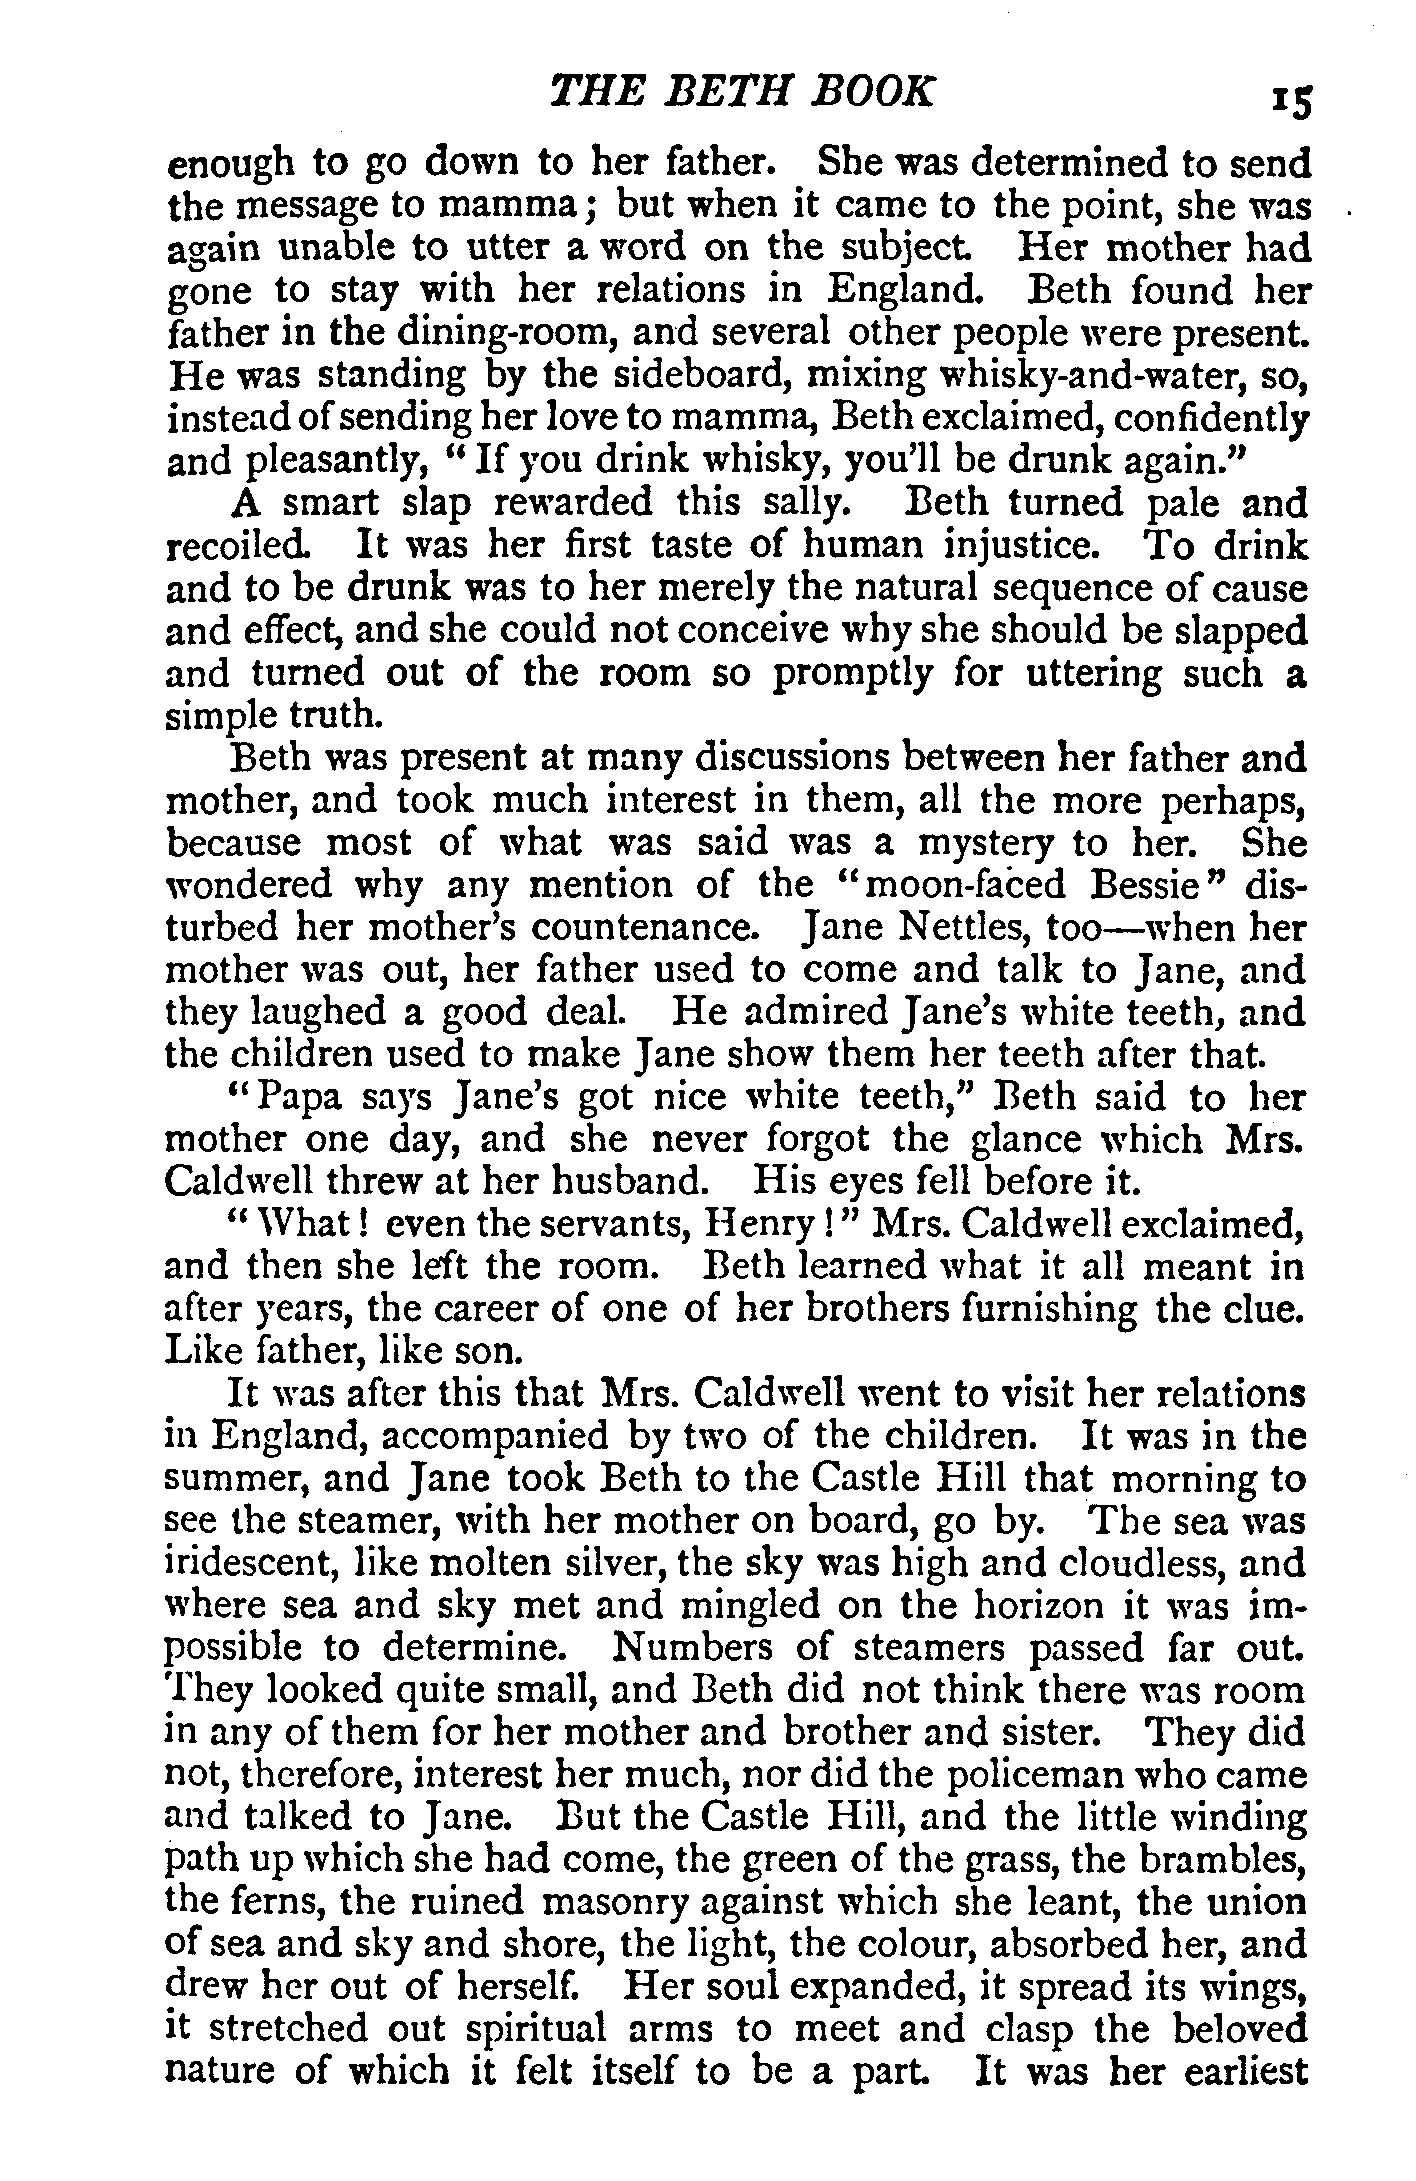 THE BETH BOOK 15
enough to go down to her father. She was determined to send
the message to mamma; but when it came to the point, she was
again unable to utter a word on the subject. Her mother had
gone to stay with her relations in England. Beth found her
father in the dining-room, and several other people were present.
He was standing by the sideboard, mixing whisky-and-water, so,
instead of sending her love to mamma, Beth exclaimed, confidently
and pleasantly, “If you drink whisky, you'll be drunk again.”
A smart slap rewarded this sally. Beth turned pale and
recoiled. It was her first taste of human injustice. To drink
and to be drunk was to her merely the natural sequence of cause
and effect, and she could not conceive why she should be slapped
and turned out of the room so promptly for uttering such a
simple truth.
Beth was present at many discussions between her father and
mother, and took much interest in them, all the more perhaps,
because most of what was said was a mystery to her. She
wondered why any mention of the “moon-faced Bessie” dis-
turbed her mother's countenance. Jane Nettles, too—when her
mother was out, her father used to come and talk to Jane, and
they laughed a good deal. He admired Jane's white teeth, and
the children used to make Jane show them her teeth after that.
“Papa says Jane's got nice white teeth,” Beth said to her
mother one day, and she never forgot the glance which Mrs.
Caldwell threw at her husband. His eyes fell before it.
“What! even the servants, Henry!” Mrs. Caldwell exclaimed,
and then she left the room. Beth learned what it all meant in
after years, the career of one of her brothers furnishing the clue.
Like father, like son.
It was after this that Mrs. Caldwell went to visit her relations
in England, accompanied by two of the children. It was in the
summer, and Jane took Beth to the Castle Hill that morning to
see the steamer, with her mother on board, go by. The sea was
iridescent, like molten silver, the sky was high and cloudless, and
where sea and sky met and mingled on the horizon it was im-
possible to determine. Numbers of steamers passed far out.
They looked quite small, and Beth did not think there was room
in any of them for her mother and brother and sister. They did
not, therefore, interest her much, nor did the policeman who came
and talked to Jane. But the Castle Hill, and the little winding
path up which she had come, the green of the grass, the brambles,
the ferns, the ruined masonry against which she leant, the union
of sea and sky and shore, the light, the colour, absorbed her, and
drew her out of herself. Her soul expanded, it spread its wings,
it stretched out spiritual arms to meet and clasp the beloved
nature of which it felt itself to be a part. It was her earliest